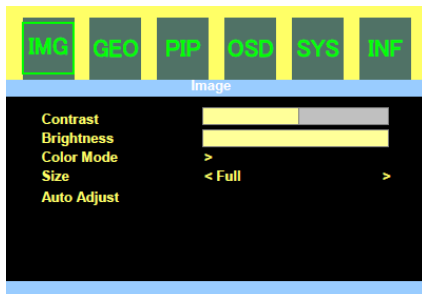 IMG GEO PIP OSD SYS INF
Image
Contrast
Brightness
Color Mode >
Size < Full >
Auto Adjust